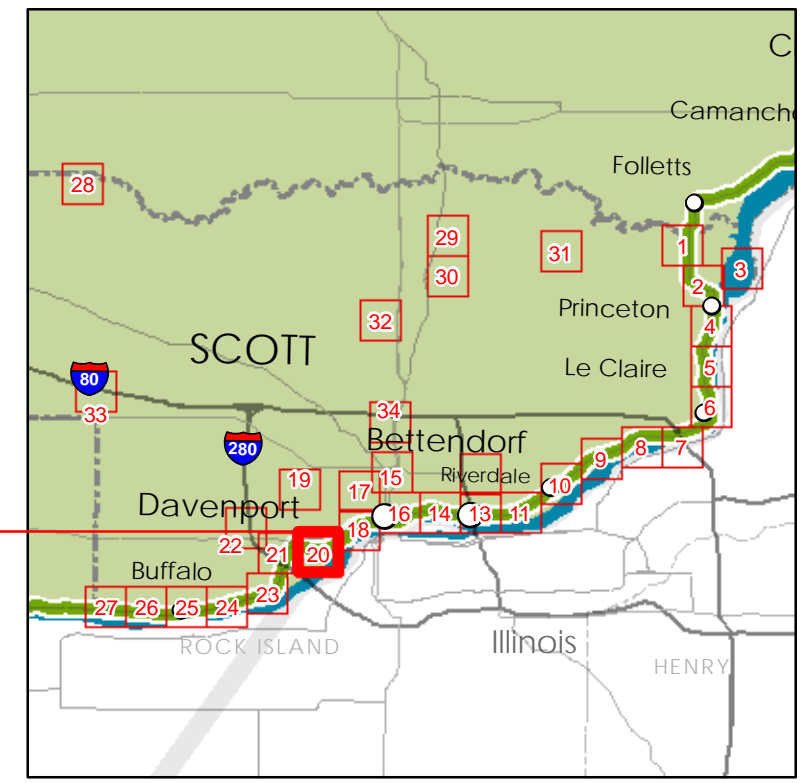 C
Camanche
Folletts
28
29
1
31
3
30
2
Princeton
32
4
SCOTT
Le Claire
5
80
33
34
6
Bettendorf
280
7
8
9
15
Riverdale
19
17
10
Davenport
16
14
13
11
18
22
21
20
Buffalo
23
27
26
25
24
ROCK ISLAND
Illinois
HENRY